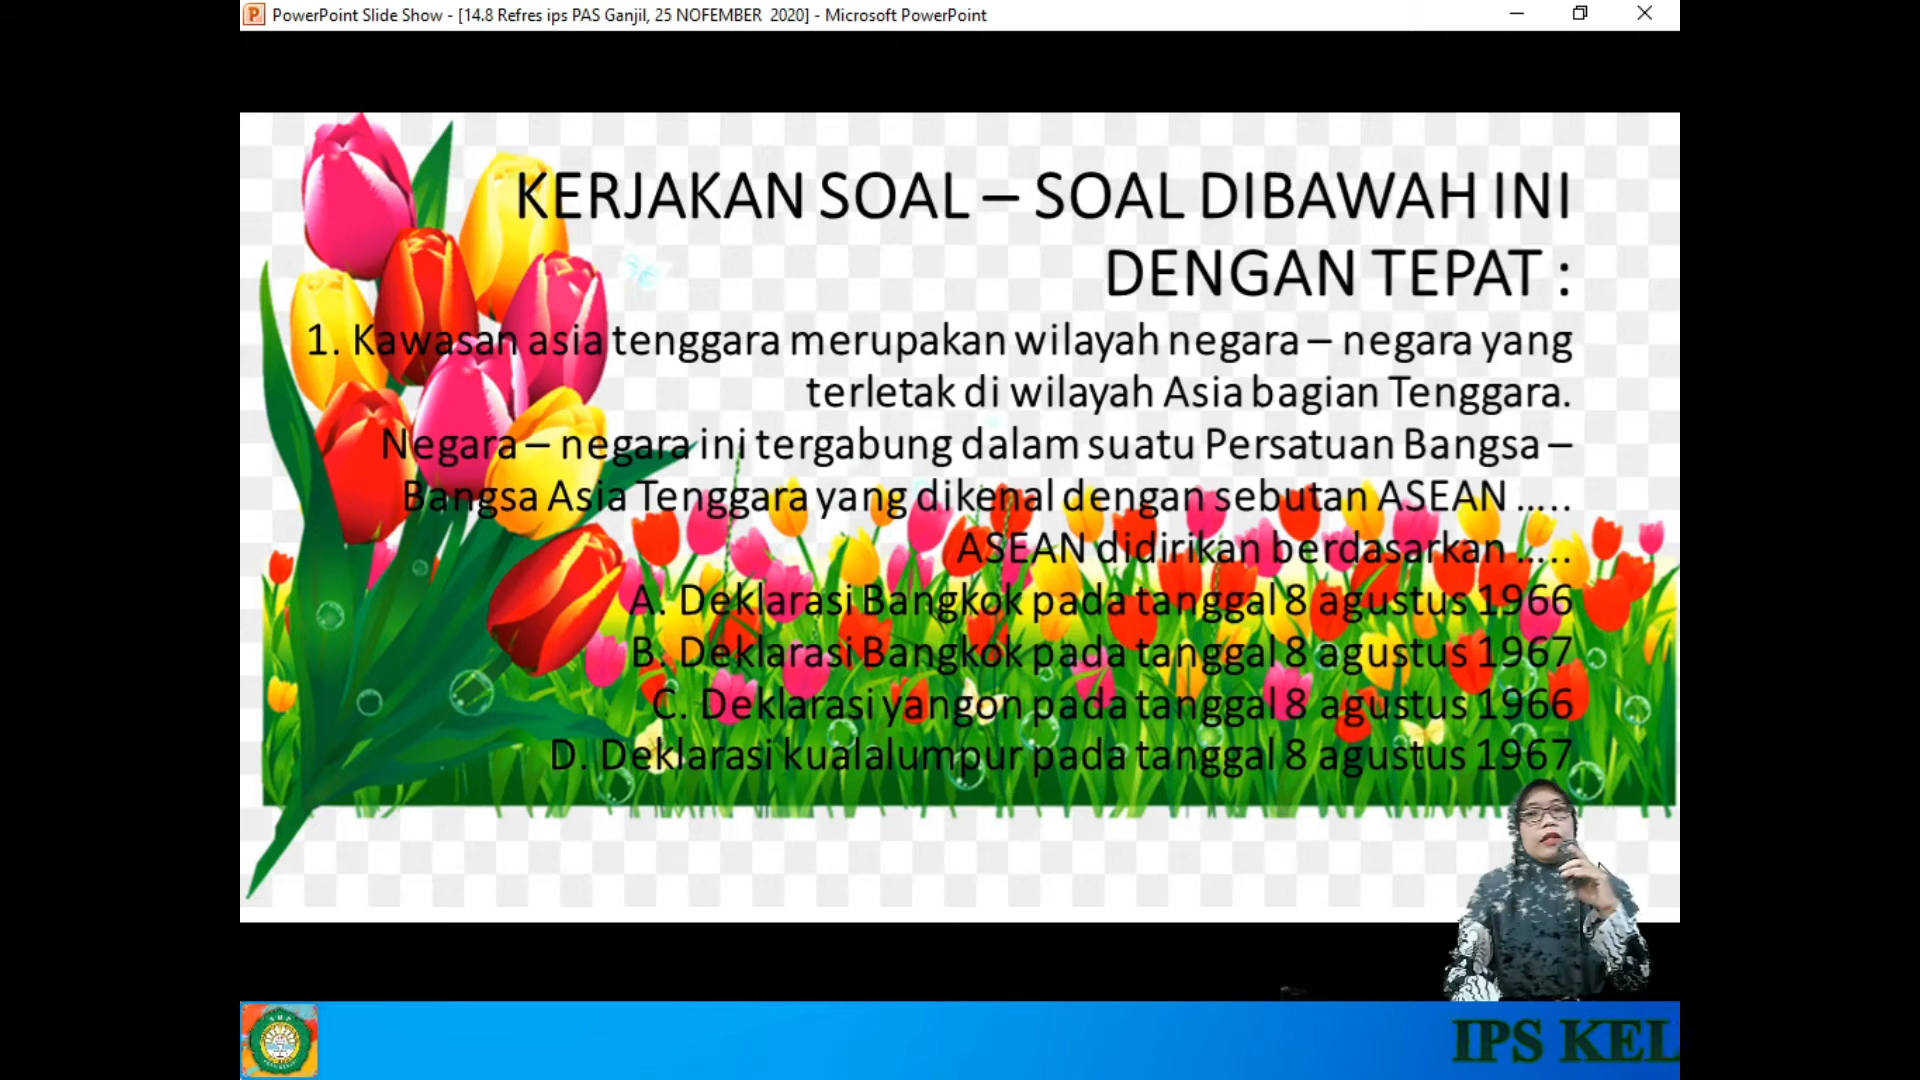 PowerPoint Slide Show - [14.8 Refres ips PAS Ganjil, 25 NOFEMBER 2020] - Microsoft PowerPoint
KERJAKAN SOAL – SOAL DIBAWAH INI
DENGAN TEPAT :
1. Kawasan asia tenggara merupakan wilayah negara – negara yang
terletak di wilayah Asia bagian Tenggara.
Negara – negara ini tergabung dalam suatu Persatuan Bangsa –
Bangsa Asia Tenggara yang dikenal dengan sebutan ASEAN .....
ASEAN didirikan berdasarkan .....
A. Deklarasi Bangkok pada tanggal 8 agustus 1966
B. Deklarasi Bangkok pada tanggal 8 agustus 1967
C. Deklarasi yangon pada tanggal 8 agustus 1966
D. Deklarasi kualalumpur pada tanggal 8 agustus 1967
IPS KEL